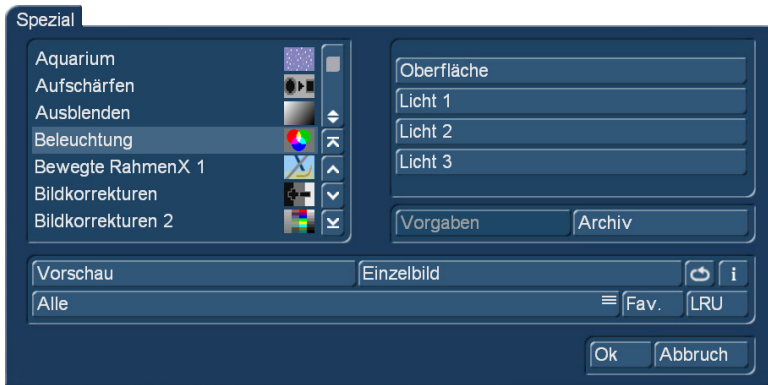 Spezial
Aquarium
Aufschärfen
Ausblenden
Beleuchtung
Bewegte RahmenX 1
Bildkorrekturen
Bildkorrekturen 2
Oberfläche
Licht 1
Licht 2
Licht 3
Vorgaben Archiv
Vorschau Einzelbild i
Alle Fav. LRU
Ok Abbruch